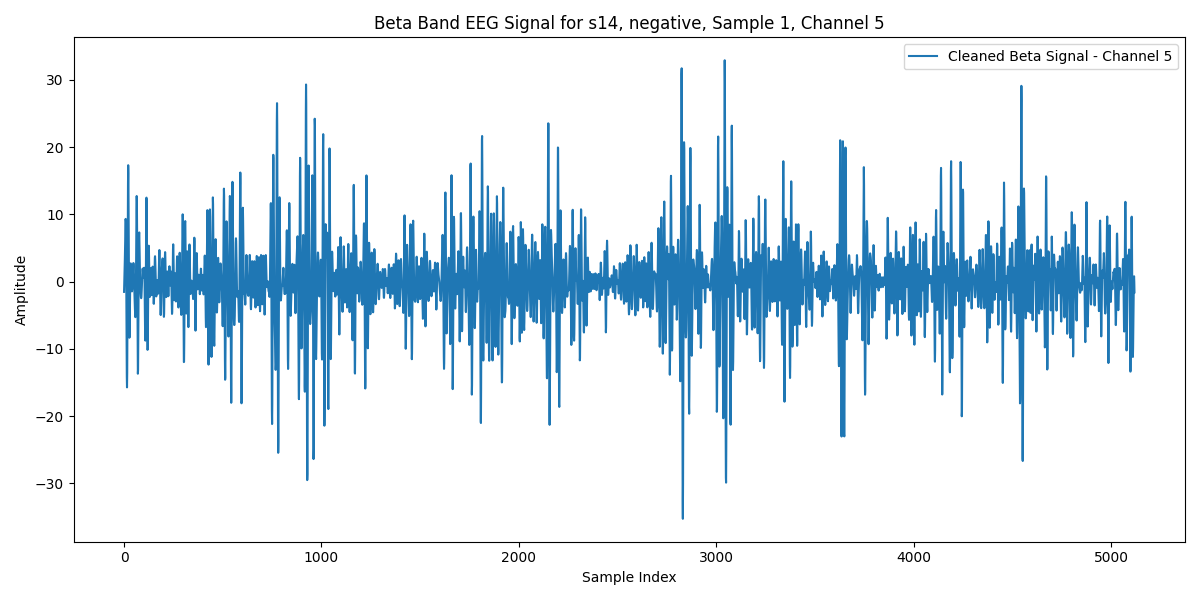 Beta Band EEG Signal for s14, negative, Sample 1, Channel 5
Cleaned Beta Signal - Channel 5
Amplitude
30
20
10
0
−10
−20
−30
0 1000 2000 3000 4000 5000
Sample Index